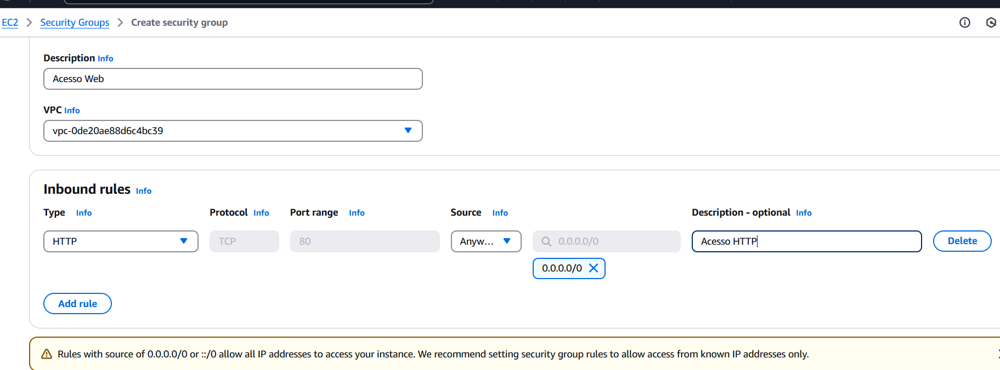 EC2 > Security Groups > Create security group
Description Info
Acesso Web
VPC Info
vpc-0de20ae88d6c4bc39
Inbound rules Info
Type Info Protocol Info Port range Info Source Info Description - optional Info
HTTP TCP 80 Anyw... 0.0.0.0/0 Acesso HTTP Delete
0.0.0.0/0
Add rule
Rules with source of 0.0.0.0/0 or ::/0 allow all IP addresses to access your instance. We recommend setting security group rules to allow access from known IP addresses only.